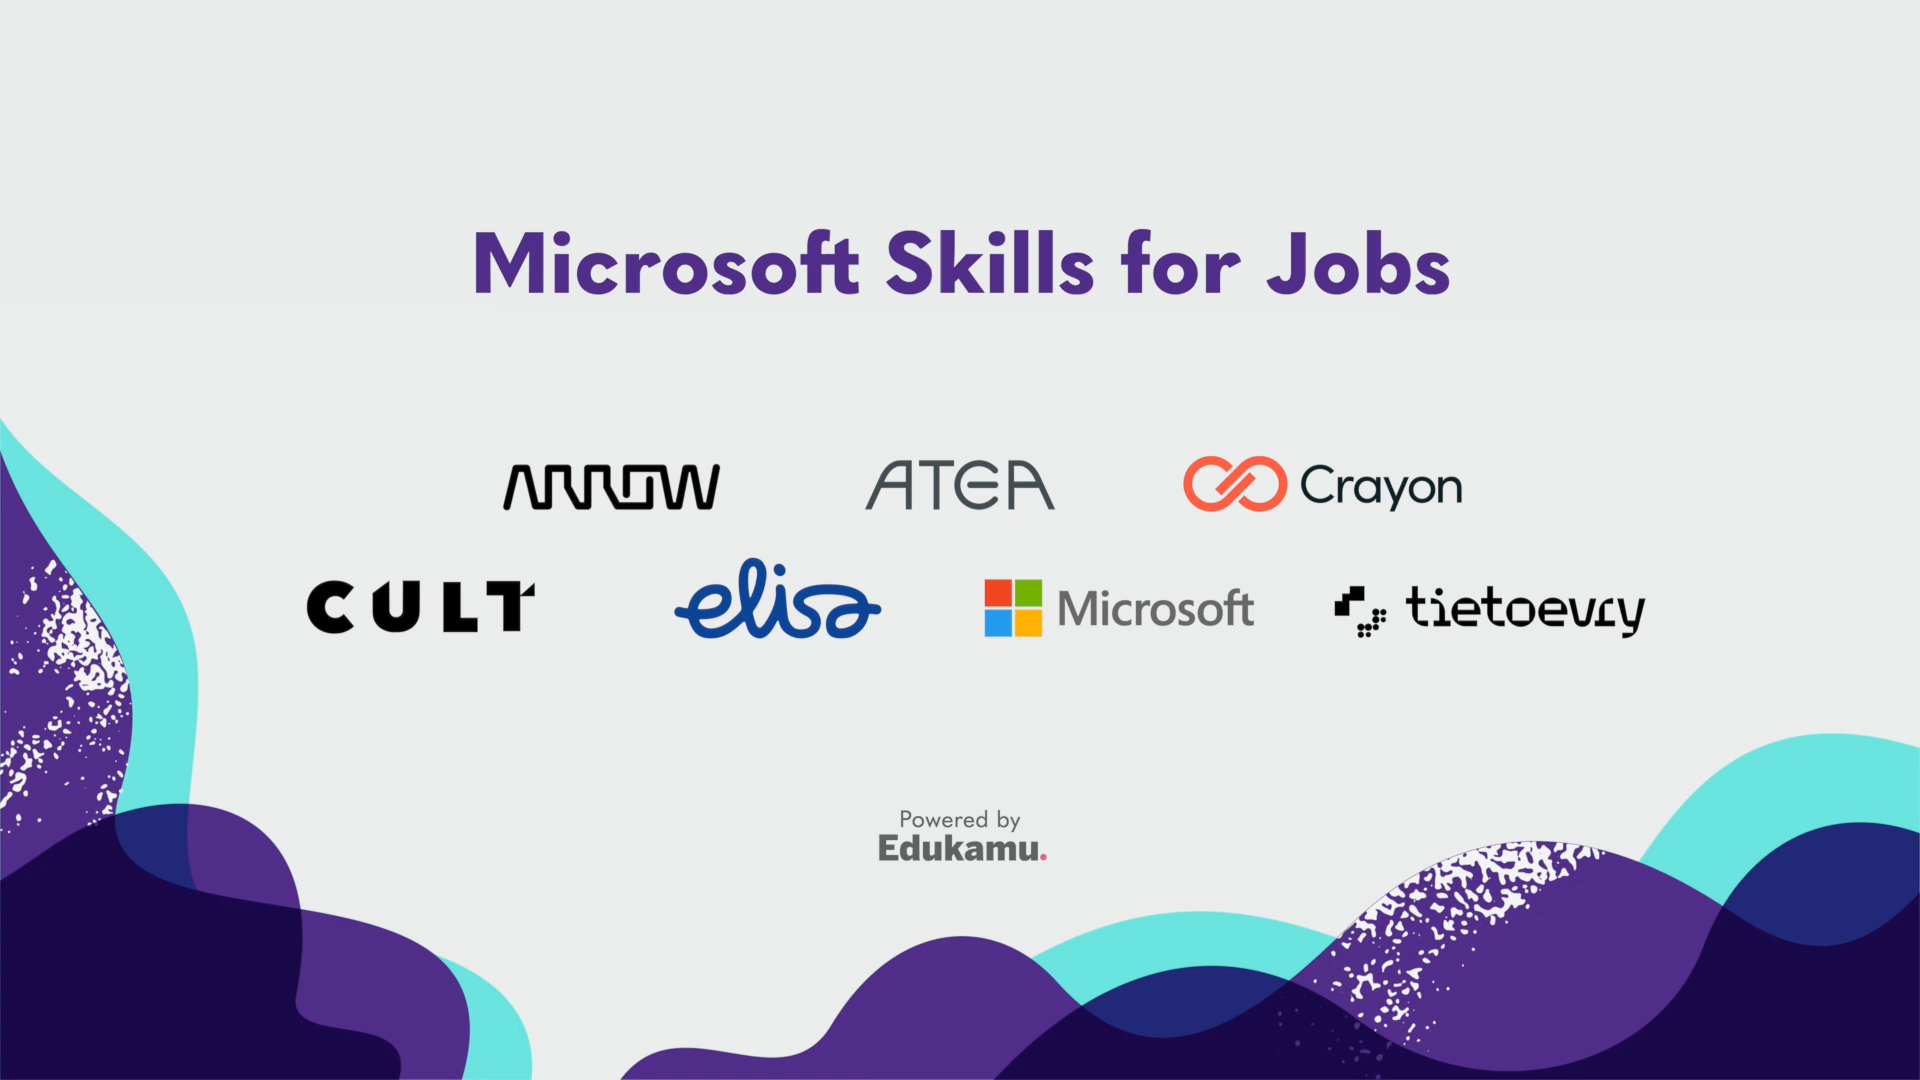 Microsoft Skills for Jobs
ARROW ATEA Crayon
CULT elisa Microsoft tietoevry
Powered by
Edukamu.